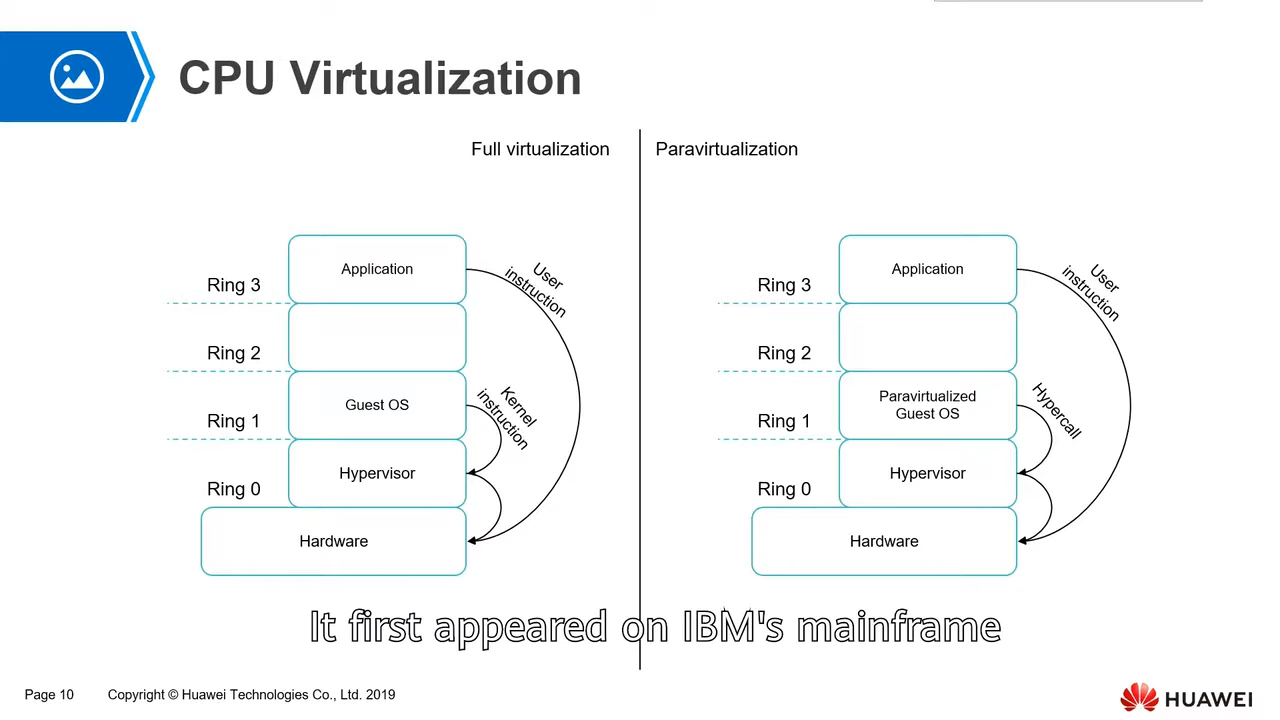 CPU Virtualization
Full virtualization
Paravirtualization
Application
User
instruction
Ring 3
Ring 2
Guest OS
Kernel
instruction
Ring 1
Hypervisor
Ring 0
Hardware
Application
User
instruction
Ring 3
Ring 2
Paravirtualized
Guest OS
Hypercall
Ring 1
Hypervisor
Ring 0
Hardware
It first appeared on IBM's mainframe
Page 10
Copyright © Huawei Technologies Co., Ltd. 2019
HUAWEI